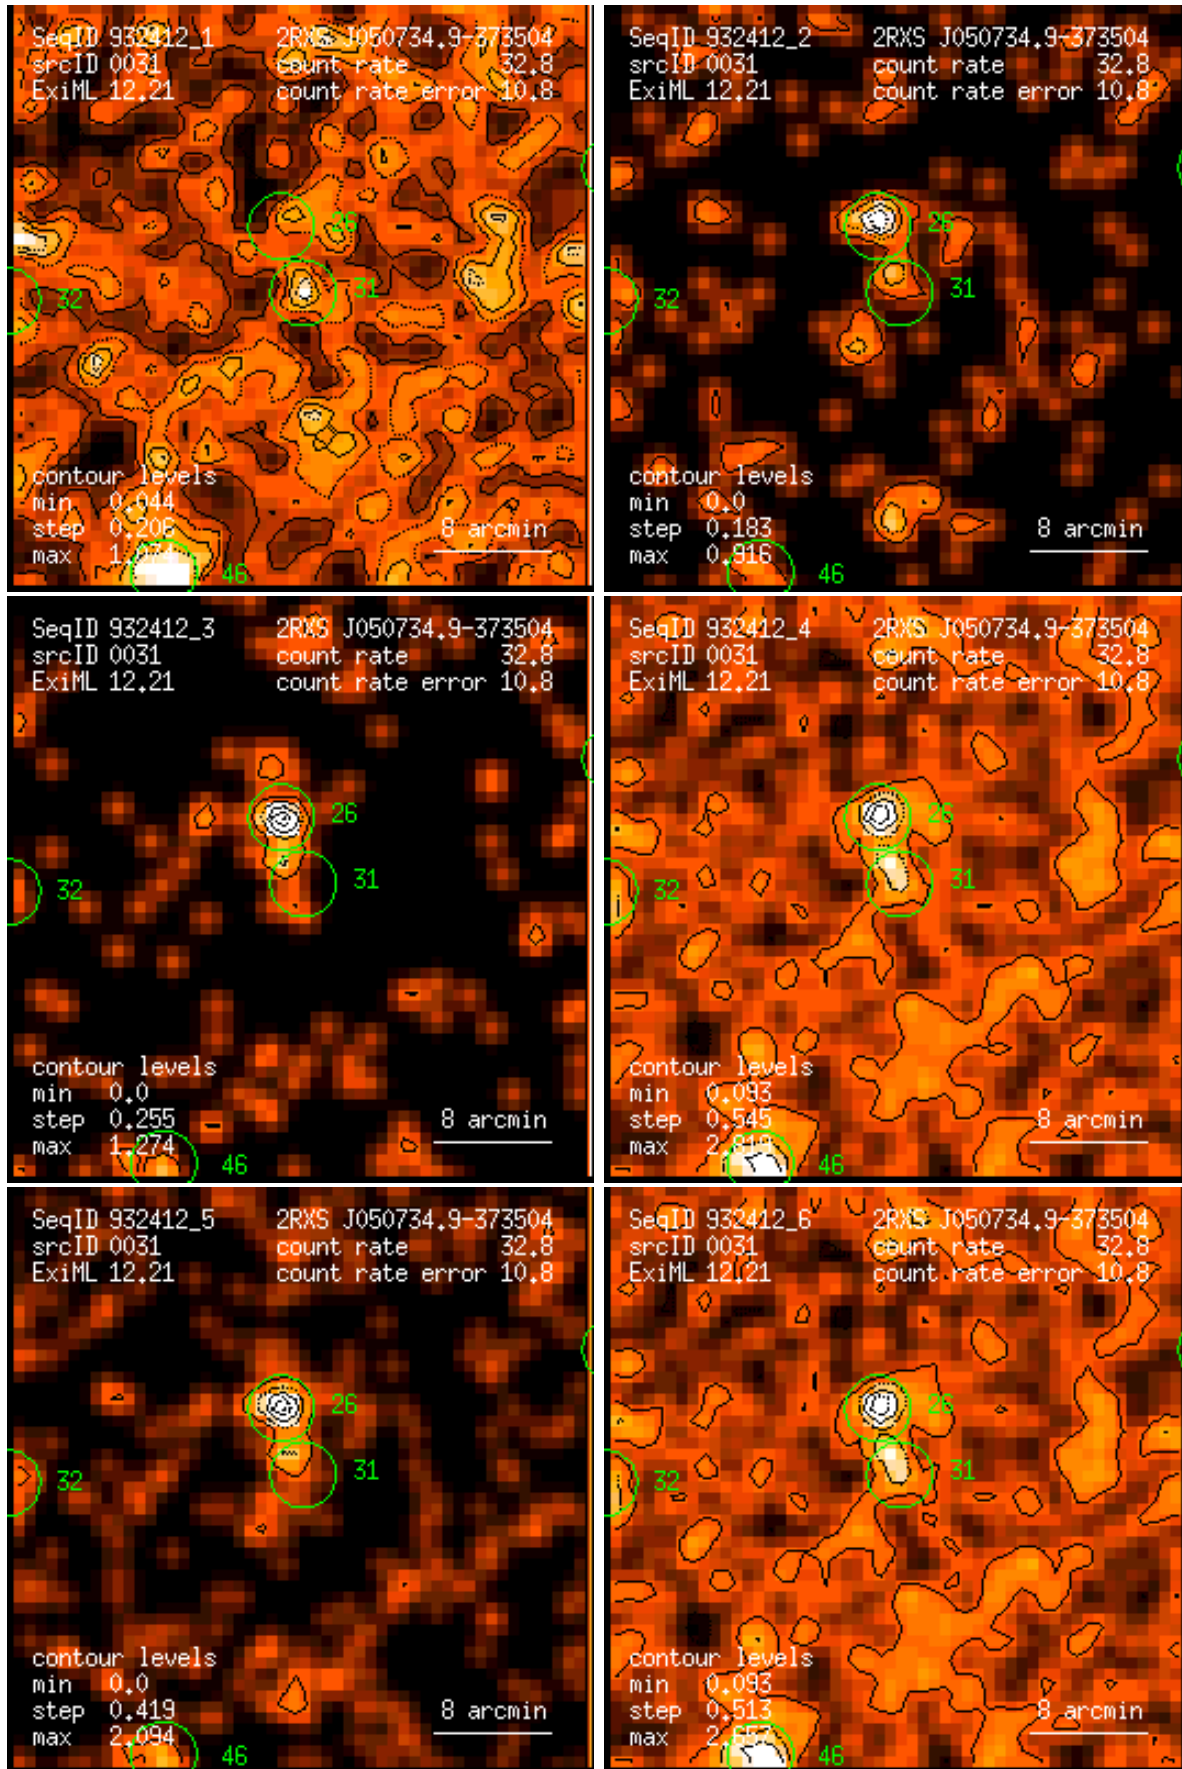 SeqID 932412_1 2RXS J050734.9-373504
srcID 0031 count rate 32.8
ExiML 12.21 count rate error 10.8
26
31
32
contour levels
min 0.044
step 0.206 8 arcmin
max
46
SeqID 932412_2 2RXS J050734.9-373504
srcID 0031 count rate 32.8
ExiML 12.21 count rate error 10.8
26
31
32
contour levels
min 0.0
step 0.183 8 arcmin
max 0.916
46
SeqID 932412_3 2RXS J050734.9-373504
srcID 0031 count rate 32.8
ExiML 12.21 count rate error 10.8
26
31
32
contour levels
min 0.0
step 0.255 8 arcmin
max 1.274
46
SeqID 932412_4 2RXS J050734.9-373504
srcID 0031 count rate 32.8
ExiML 12.21 count rate error 10.8
26
31
32
contour levels
min 0.093
step 0.545 8 arcmin
max
46
SeqID 932412_5 2RXS J050734.9-373504
srcID 0031 count rate 32.8
ExiML 12.21 count rate error 10.8
26
31
32
contour levels
min 0.0
step 0.419 8 arcmin
max 2.094
46
SeqID 932412_6 2RXS J050734.9-373504
srcID 0031 count rate 32.8
ExiML 12.21 count rate error 10.8
26
31
32
contour levels
min 0.093
step 0.513 8 arcmin
max
46